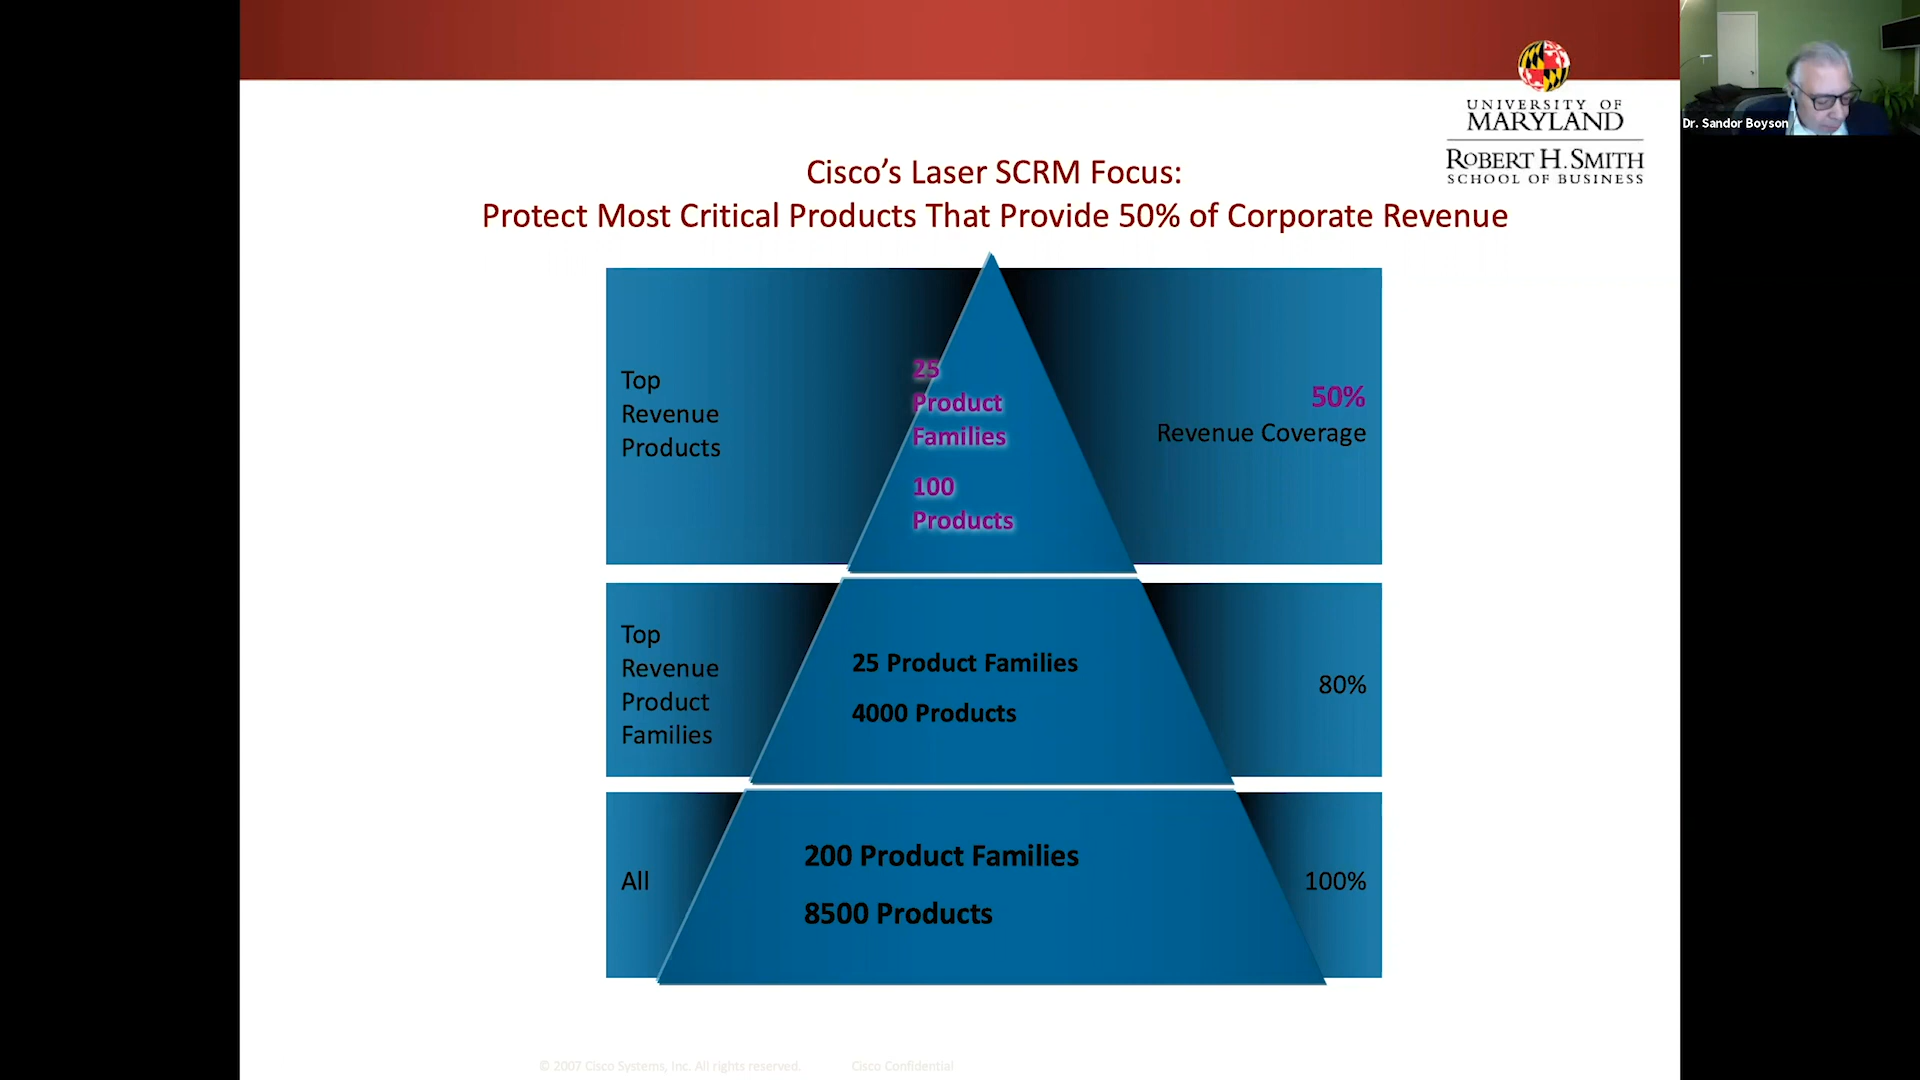 UNIVERSITY OF
MARYLAND
ROBERT H. SMITH
SCHOOL OF BUSINESS
Dr. Sandor Boyson
Cisco’s Laser SCRM Focus:
Protect Most Critical Products That Provide 50% of Corporate Revenue
Top
Revenue
Products
25
Product
Families
100
Products
50%
Revenue Coverage
Top
Revenue
Product
Families
25 Product Families
4000 Products
80%
All
200 Product Families
8500 Products
100%
© 2007 Cisco Systems, Inc. All rights reserved.
Cisco Confidential